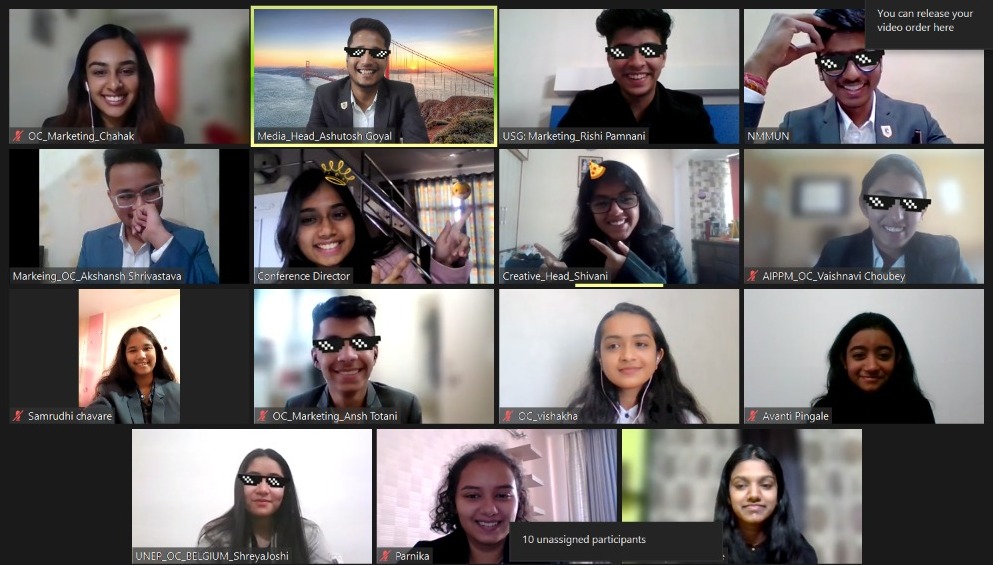 You can release your
video order here
OC_Marketing_Chahak
Media_Head_Ashutosh Goyal
USG: Marketing_Rishi Pamnani
NMMUN
Markeing_OC_Akshansh Shrivastava
Conference Director
Creative_Head_Shivani
AIPPM_OC_Vaishnavi Choubey
Samrudhi chavare
OC_Marketing_Ansh Totani
OC_vishakha
Avanti Pingale
UNEP_OC_BELGIUM_ShreyaJoshi
Parnika
10 unassigned participants